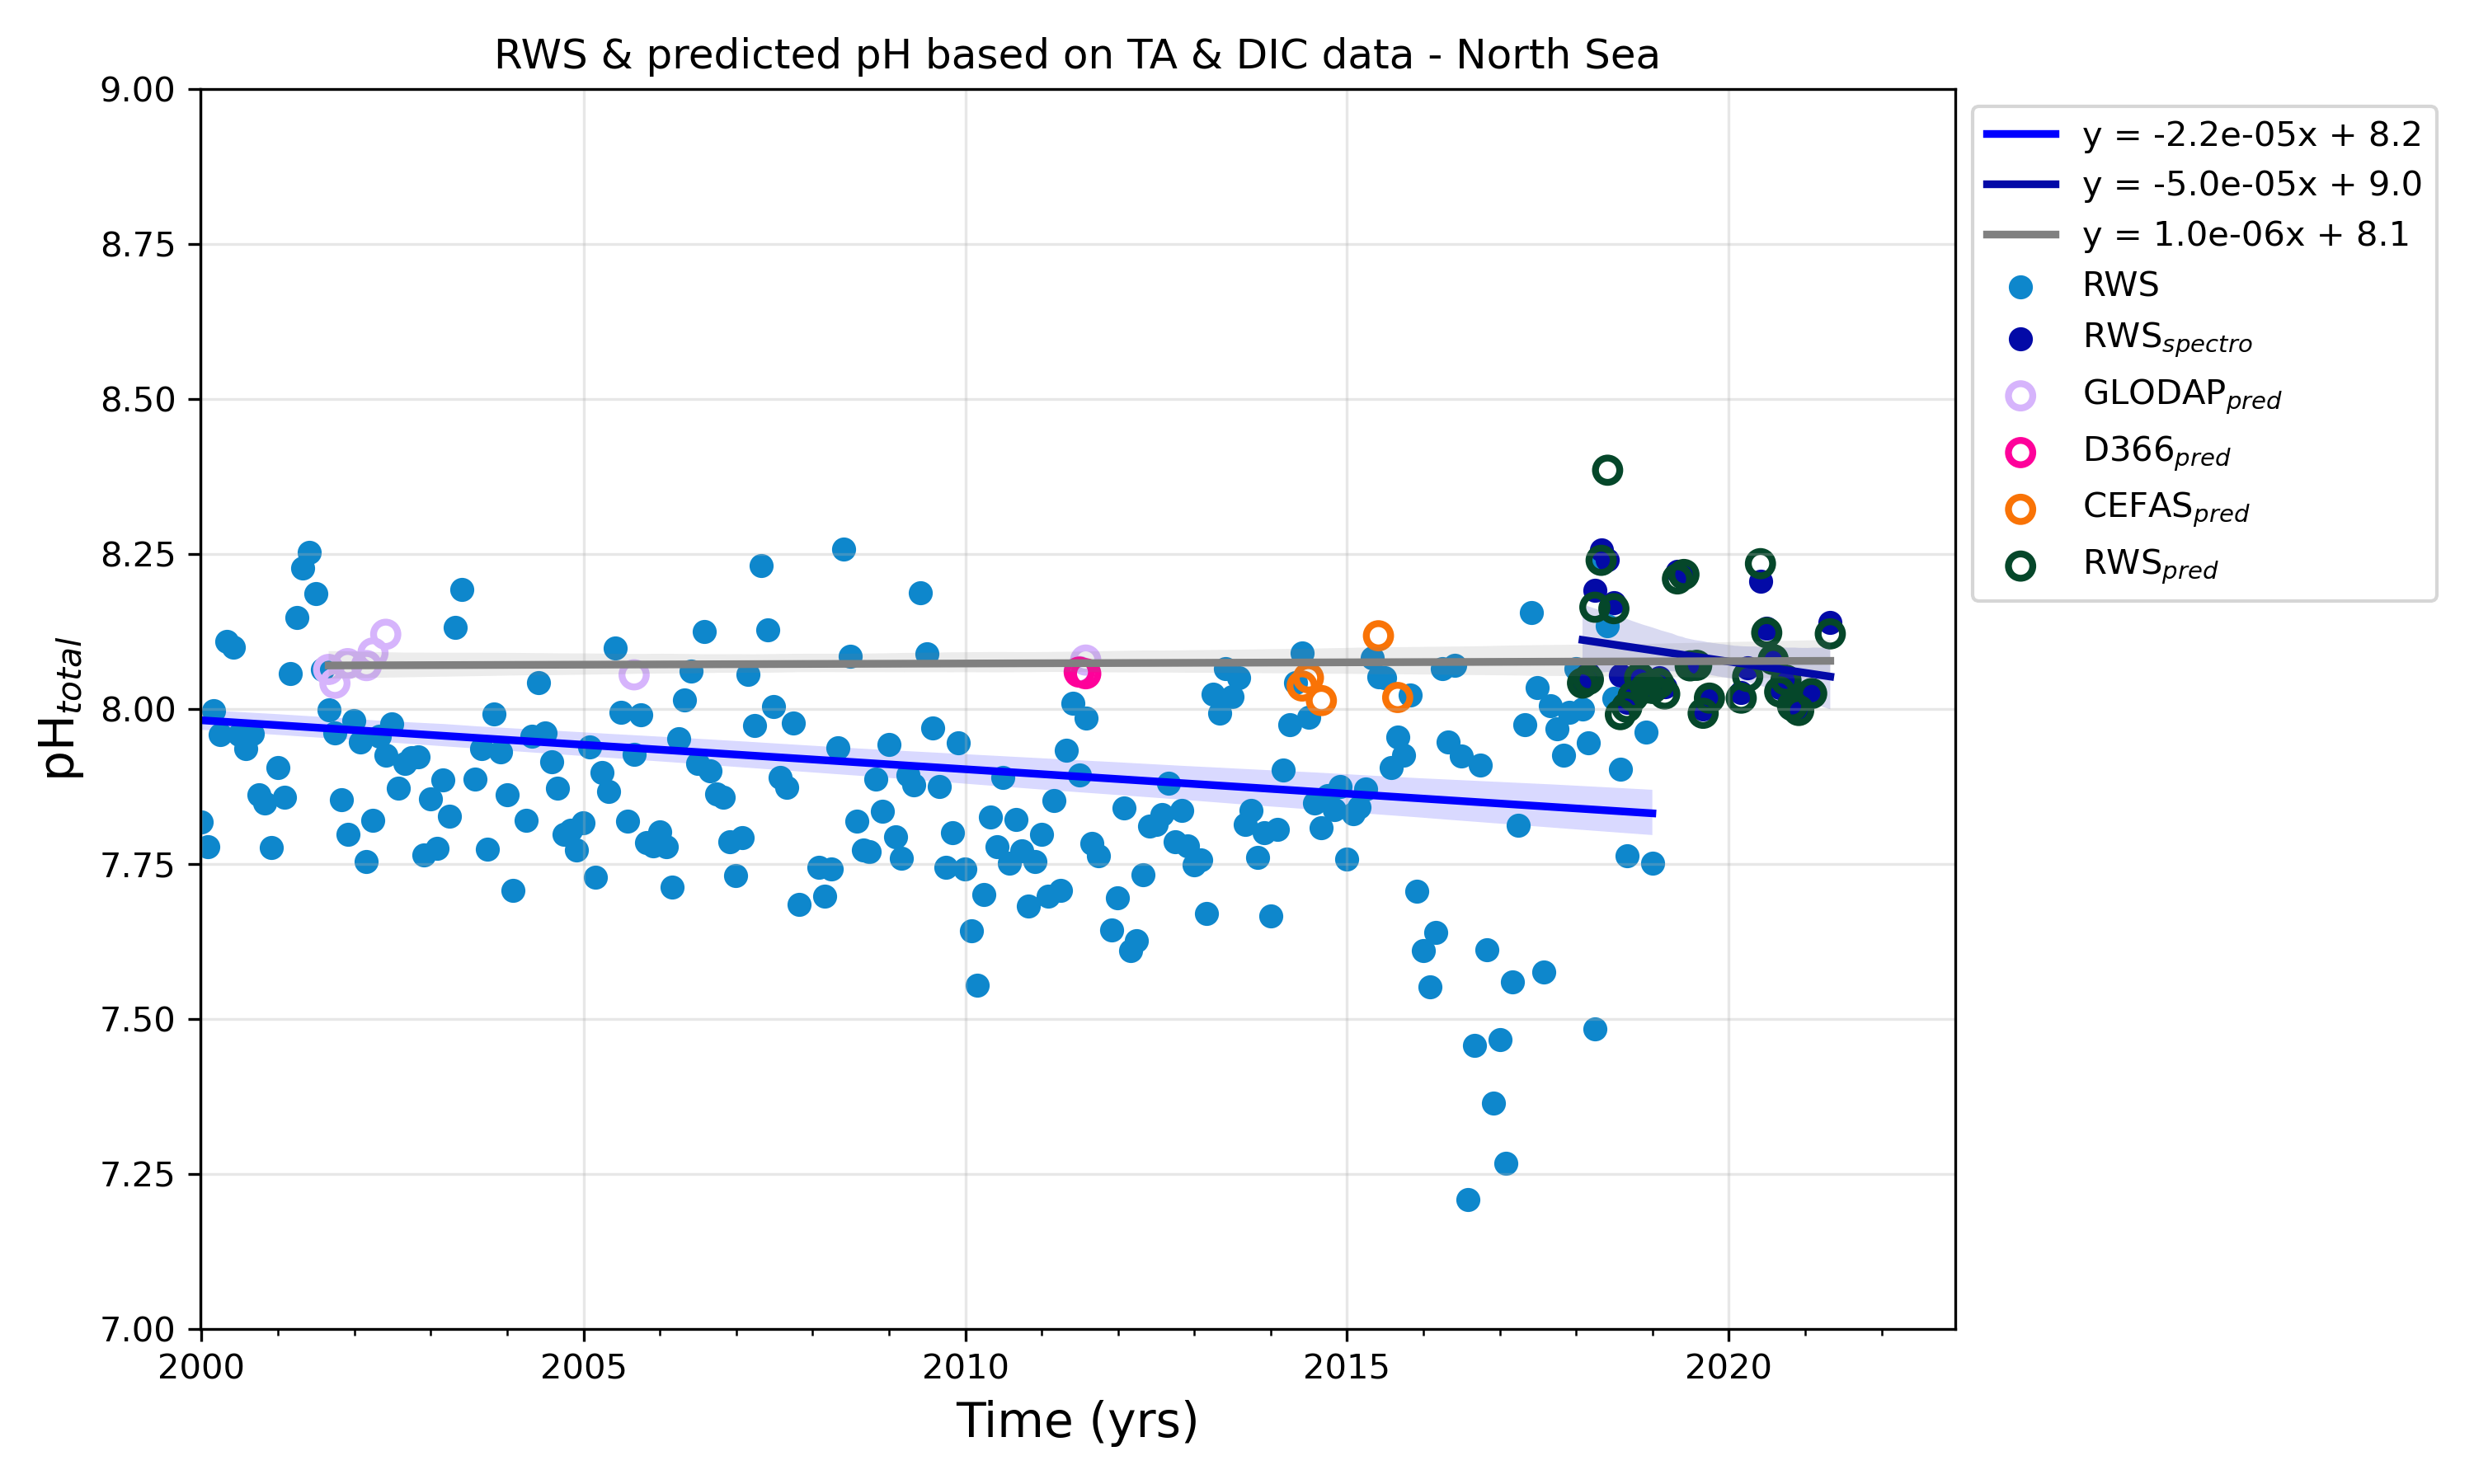 RWS & predicted pH based on TA & DIC data - North Sea
9.00
8.75
8.50
8.25
8.00
7.75
7.50
7.25
7.00
pHtotal
2000
2005
2010
2015
2020
Time (yrs)
y = -2.2e-05x + 8.2
y = -5.0e-05x + 9.0
y = 1.0e-06x + 8.1
RWS
RWSspectro
GLODAPpred
D366pred
CEFASpred
RWSpred